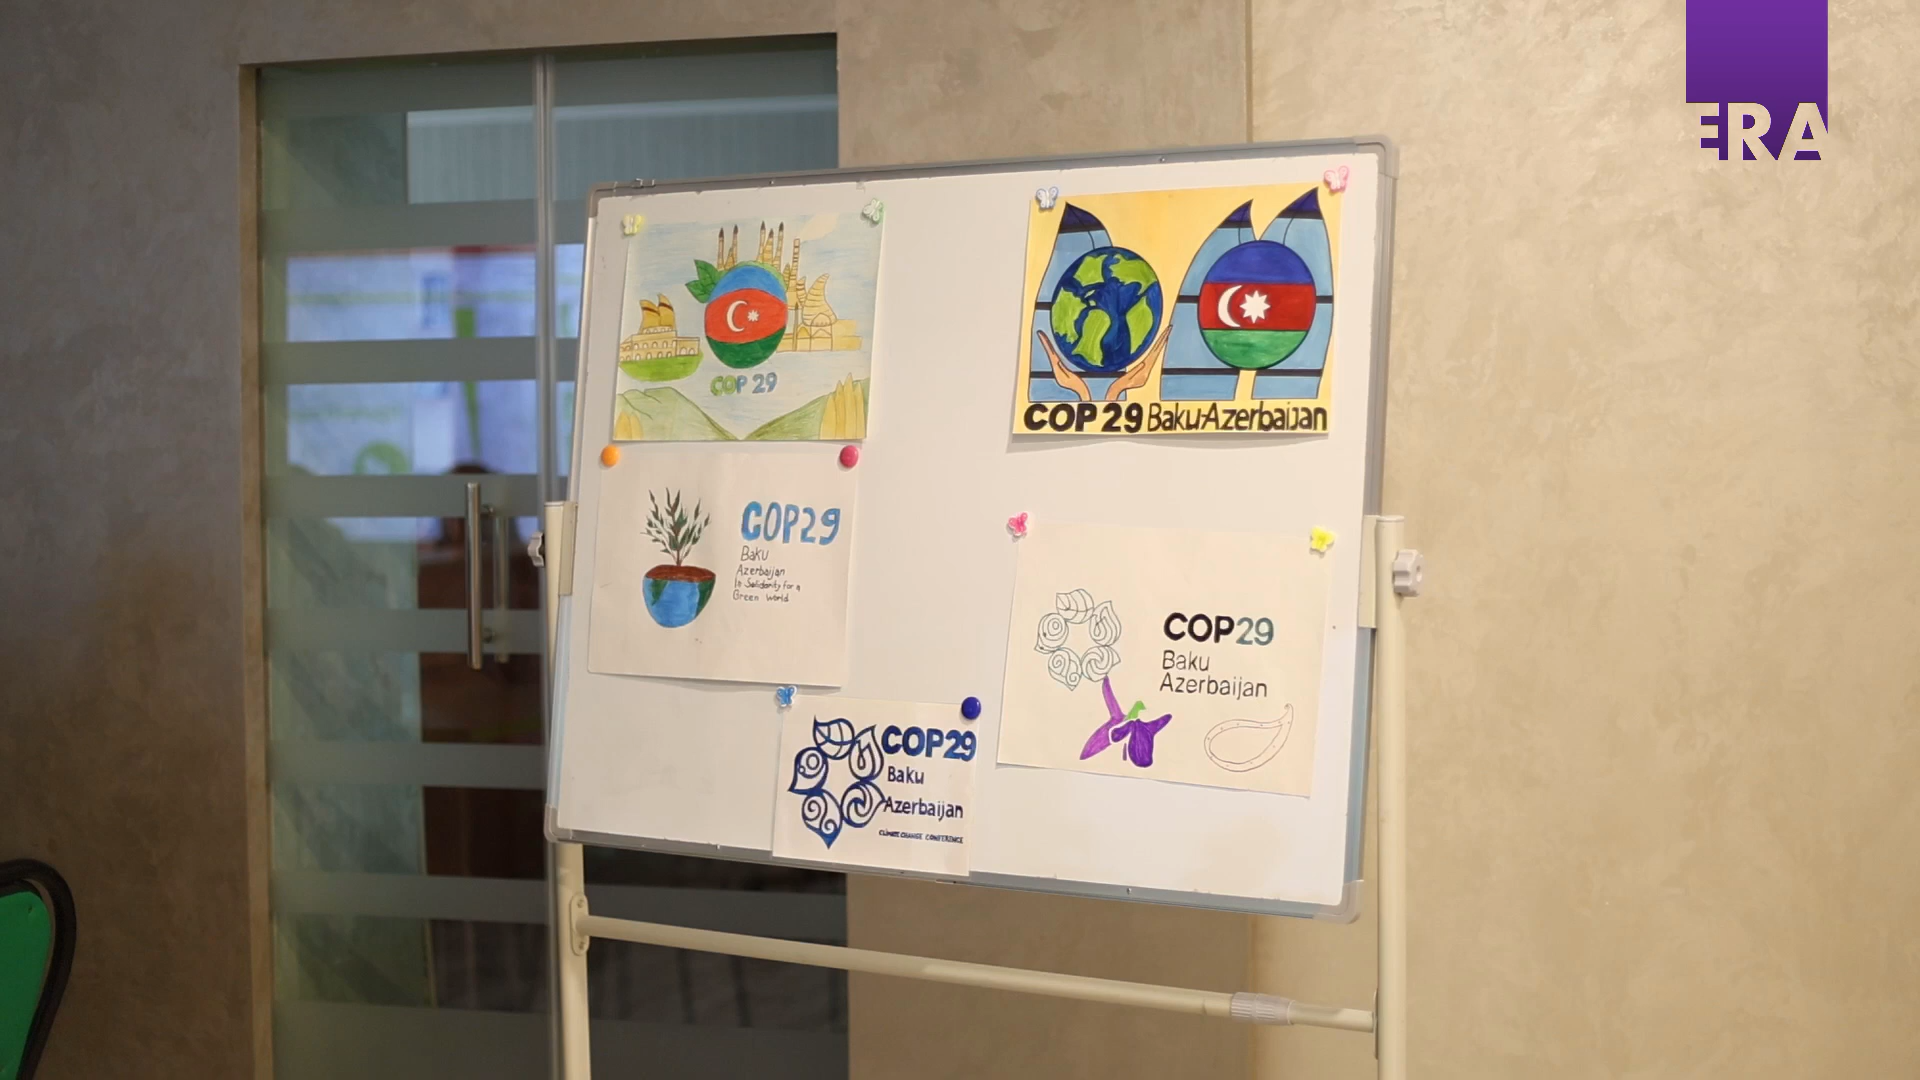 ERA
COP 29
COP 29 Baku-Azerbaijan
COP29
Baku
Azerbaijan
In Solidarity for a
Green world
COP29
Baku
Azerbaijan
COP29
Baku
Azerbaijan
CLIMATE CHANGE CONFERENCE